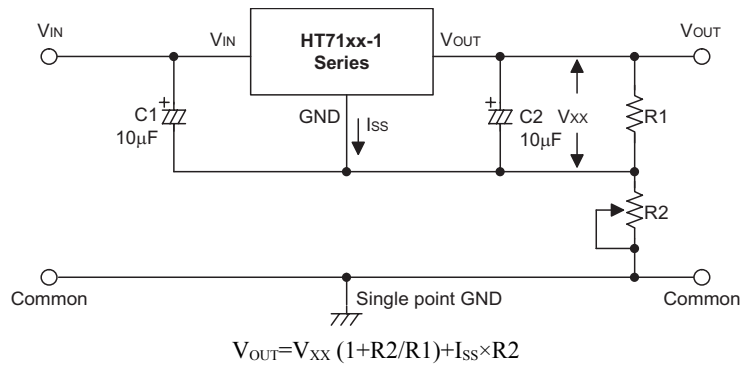 VIN
VIN
HT71xx-1
Series
VOUT
VOUT
C1
10μF
GND
ISS
C2
10μF
VXX
R1
R2
Common
Single point GND
Common
VOUT=VXX (1+R2/R1)+ISS×R2